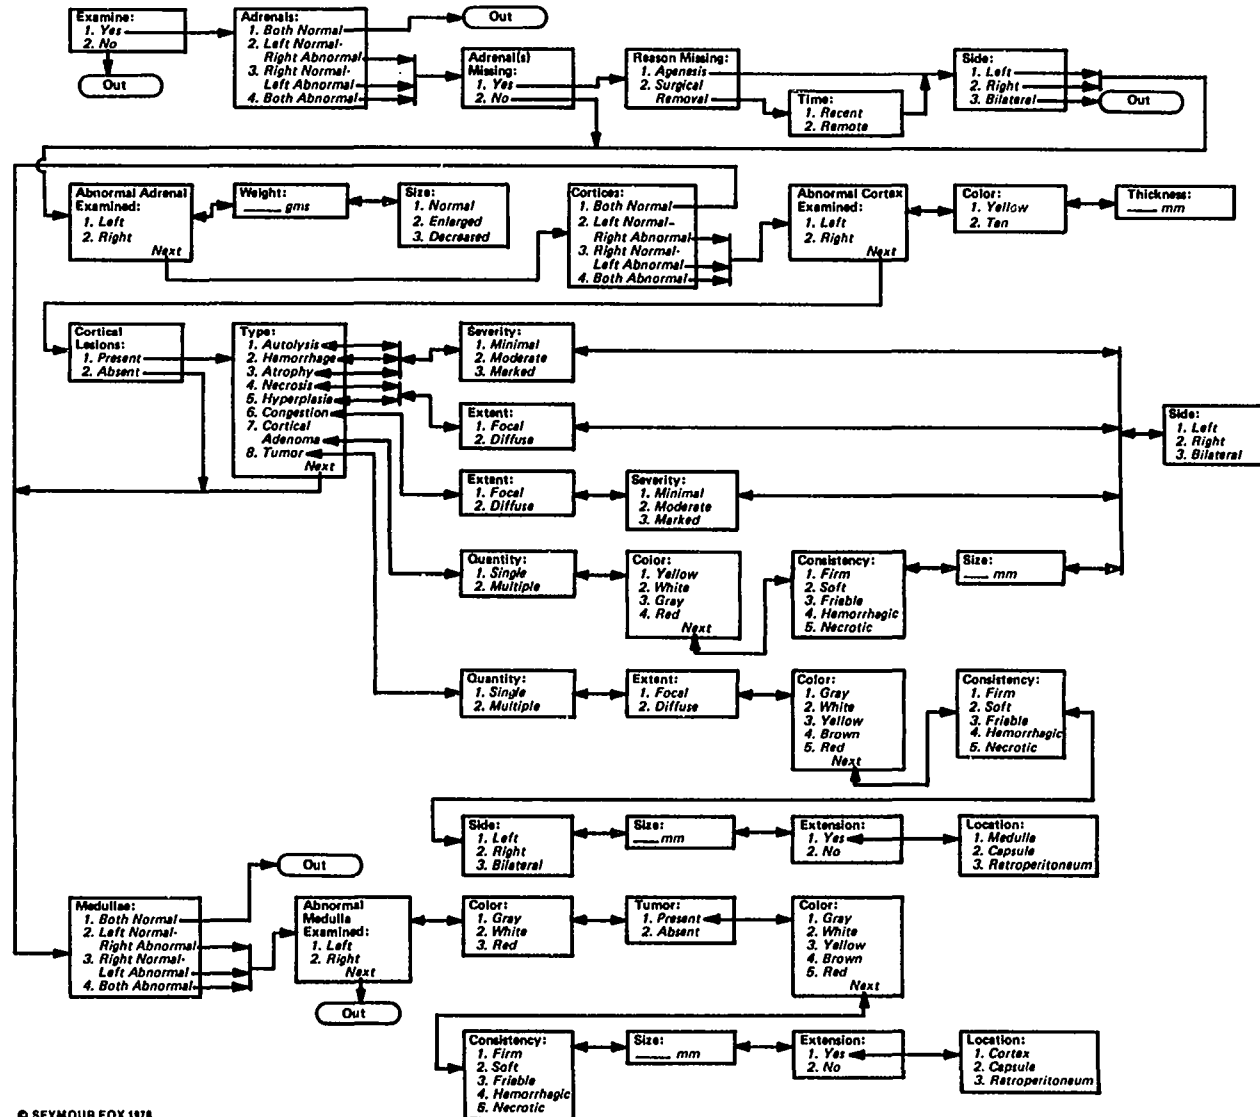 Examine:
1. Yes
2. No
Out
Adrenals:
1. Both Normal
2. Left Normal-
Right Abnormal
3. Right Normal-
Left Abnormal
4. Both Abnormal
Out
Adrenal(s)
Missing:
1. Yes
2. No
Reason Missing:
1. Agenesis
2. Surgical
Removal
Time:
1. Recent
2. Remote
Side:
1. Left
2. Right
3. Bilateral
Out
Abnormal Adrenal
Examined:
1. Left
2. Right
Next
Weight:
____ gms
Size:
1. Normal
2. Enlarged
3. Decreased
Cortices:
1. Both Normal
2. Left Normal-
Right Abnormal
3. Right Normal-
Left Abnormal
4. Both Abnormal
Abnormal Cortex
Examined:
1. Left
2. Right
Next
Color:
1. Yellow
2. Tan
Thickness:
____ mm
Cortical
Lesions:
1. Present
2. Absent
Type:
1. Autolysis
2. Hemorrhage
3. Atrophy
4. Necrosis
5. Hyperplasia
6. Congestion
7. Cortical
Adenoma
8. Tumor
Next
Severity:
1. Minimal
2. Moderate
3. Marked
Extent:
1. Focal
2. Diffuse
Side:
1. Left
2. Right
3. Bilateral
Extent:
1. Focal
2. Diffuse
Severity:
1. Minimal
2. Moderate
3. Marked
Quantity:
1. Single
2. Multiple
Color:
1. Yellow
2. White
3. Gray
4. Red
Next
Consistency:
1. Firm
2. Soft
3. Friable
4. Hemorrhagic
5. Necrotic
Size:
____ mm
Quantity:
1. Single
2. Multiple
Extent:
1. Focal
2. Diffuse
Color:
1. Gray
2. White
3. Yellow
4. Brown
5. Red
Next
Consistency:
1. Firm
2. Soft
3. Friable
4. Hemorrhagic
5. Necrotic
Side:
1. Left
2. Right
3. Bilateral
Size:
____ mm
Extension:
1. Yes
2. No
Location:
1. Medulla
2. Capsule
3. Retroperitoneum
Medullae:
1. Both Normal
2. Left Normal-
Right Abnormal
3. Right Normal-
Left Abnormal
4. Both Abnormal
Out
Abnormal
Medulla
Examined:
1. Left
2. Right
Next
Out
Color:
1. Gray
2. White
3. Red
Tumor:
1. Present
2. Absent
Color:
1. Gray
2. White
3. Yellow
4. Brown
5. Red
Next
Consistency:
1. Firm
2. Soft
3. Friable
4. Hemorrhagic
5. Necrotic
Size:
____ mm
Extension:
1. Yes
2. No
Location:
1. Cortex
2. Capsule
3. Retroperitoneum
© SEYMOUR FOX 1978